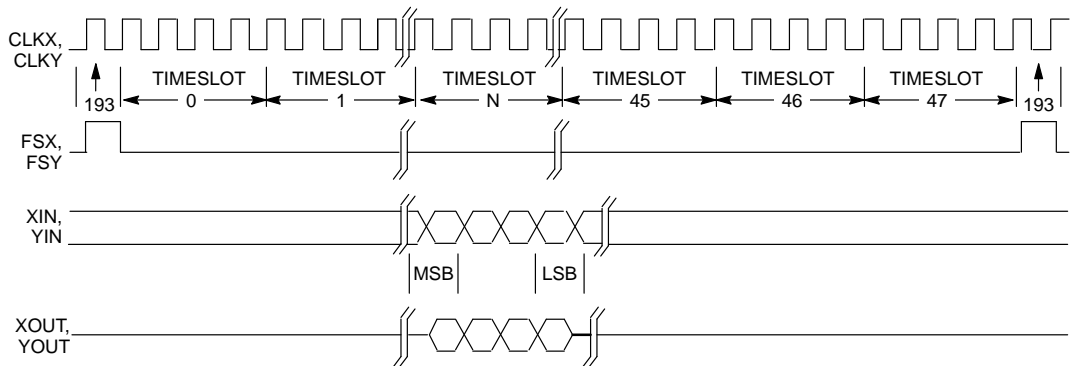 CLKX,
CLKY
TIMESLOT TIMESLOT TIMESLOT TIMESLOT TIMESLOT TIMESLOT
193 0 1 N 45 46 47 193
FSX,
FSY
XIN,
YIN
MSB LSB
XOUT,
YOUT